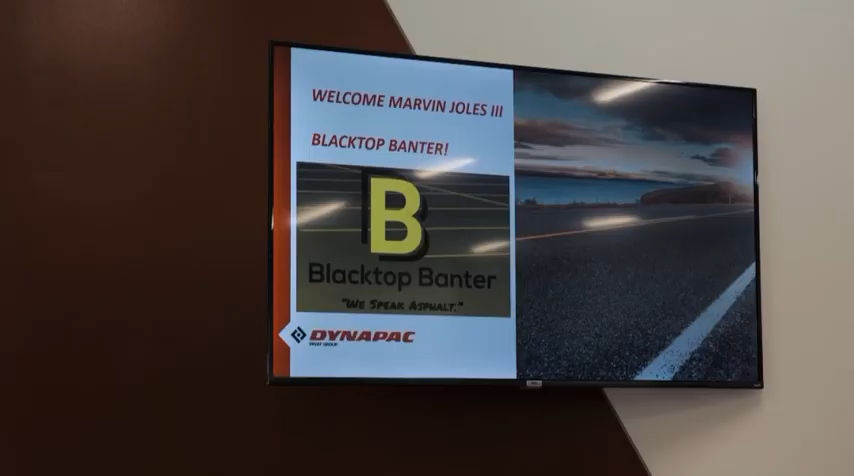 WELCOME MARVIN JOLES III
BLACKTOP BANTER!
B
Blacktop Banter
"WE SPEAK ASPHALT."
DYNAPAC